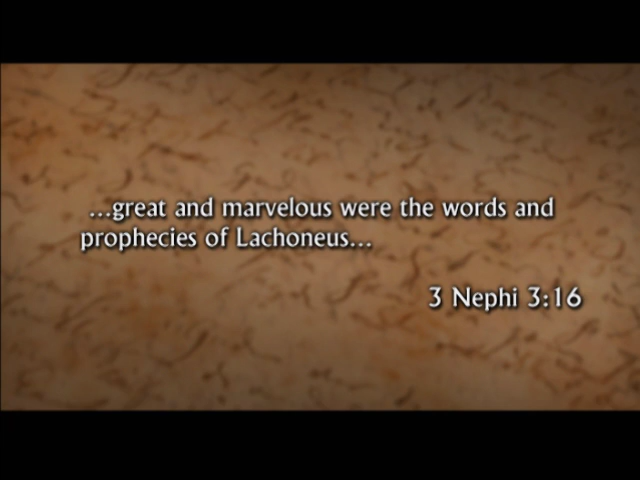 ...great and marvelous were the words and
prophecies of Lachoneus...
3 Nephi 3:16